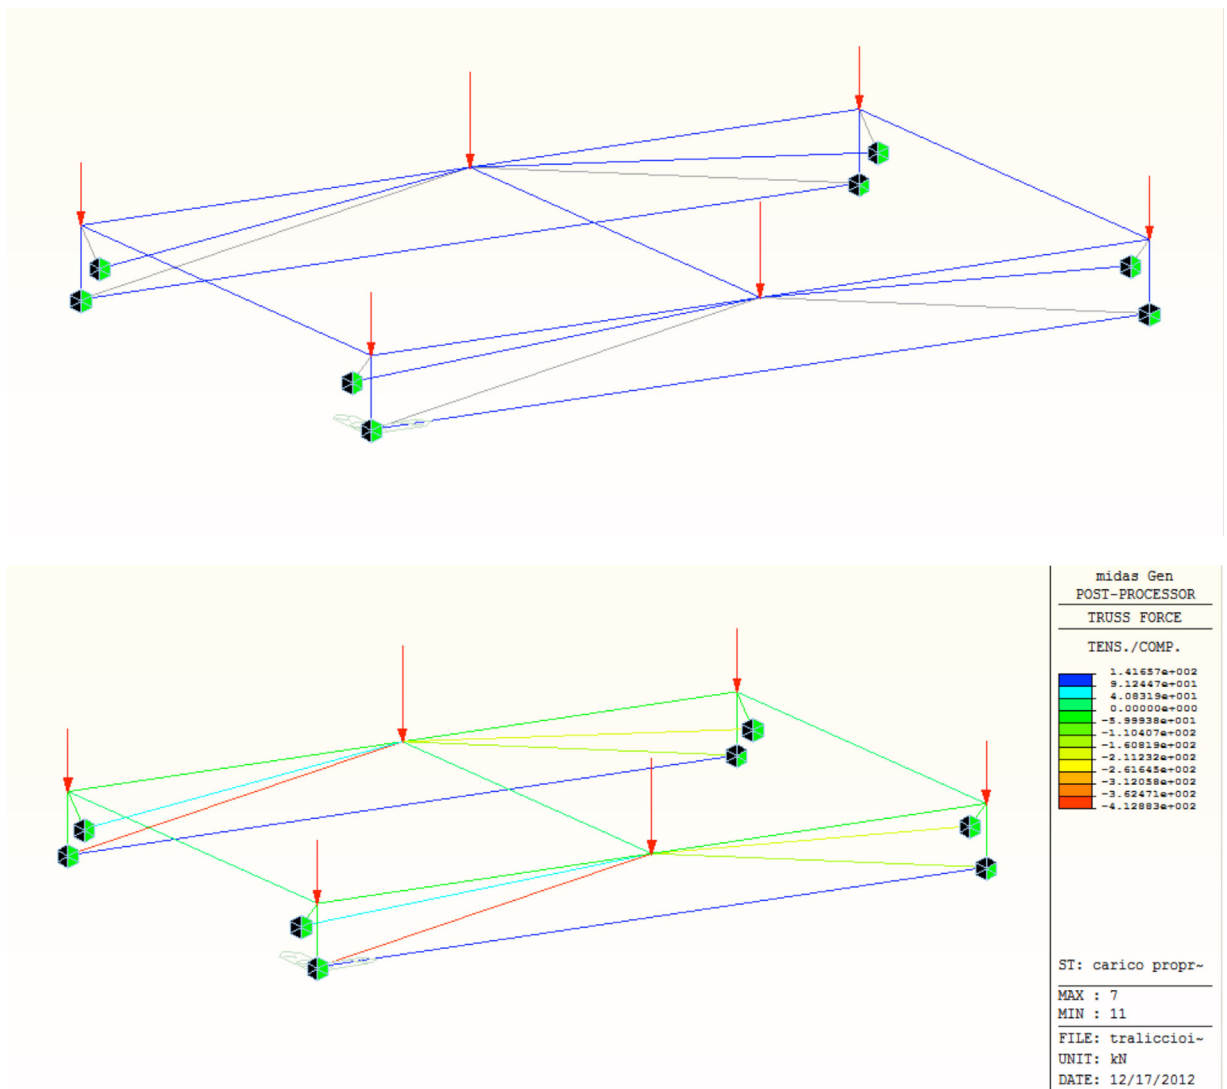 midas Gen
POST-PROCESSOR
TRUSS FORCE
TENS./COMP.
1.41657e+002
9.12447e+001
4.08319e+001
0.00000e+000
-5.99938e+001
-1.10407e+002
-1.60819e+002
-2.11232e+002
-2.61645e+002
-3.12058e+002
-3.62471e+002
-4.12883e+002
ST: carico propr~
MAX : 7
MIN : 11
FILE: traliccioi~
UNIT: kN
DATE: 12/17/2012